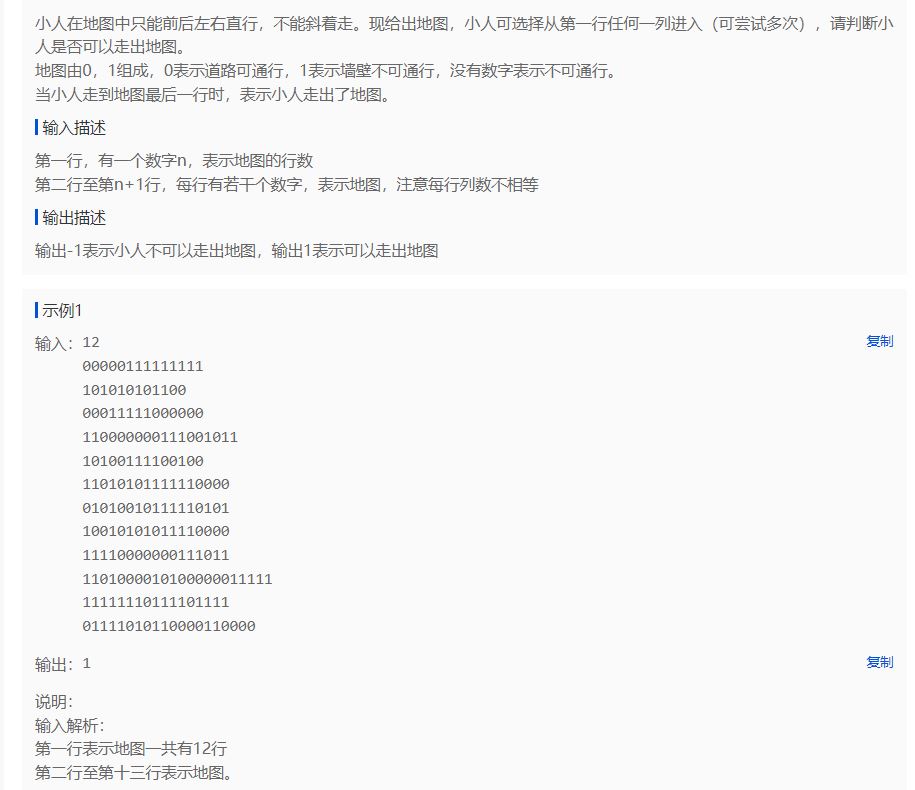 小人在地图中只能前后左右直行，不能斜着走。现给出地图，小人可选择从第一行任何一列进入（可尝试多次），请判断小
人是否可以走出地图。
地图由0，1组成，0表示道路可通行，1表示墙壁不可通行，没有数字表示不可通行。
当小人走到地图最后一行时，表示小人走出了地图。
输入描述
第一行，有一个数字n，表示地图的行数
第二行至第n+1行，每行有若干个数字，表示地图，注意每行列数不相等
输出描述
输出-1表示小人不可以走出地图，输出1表示可以走出地图
示例1
输入：12 复制
00000111111111
101010101100
00011111000000
110000000111001011
10100111100100
11010101111110000
01010010111110101
10010101011110000
11110000000111011
1101000010100000011111
11111110111101111
01111010110000110000
输出：1 复制
说明：
输入解析：
第一行表示地图一共有12行
第二行至第十三行表示地图。